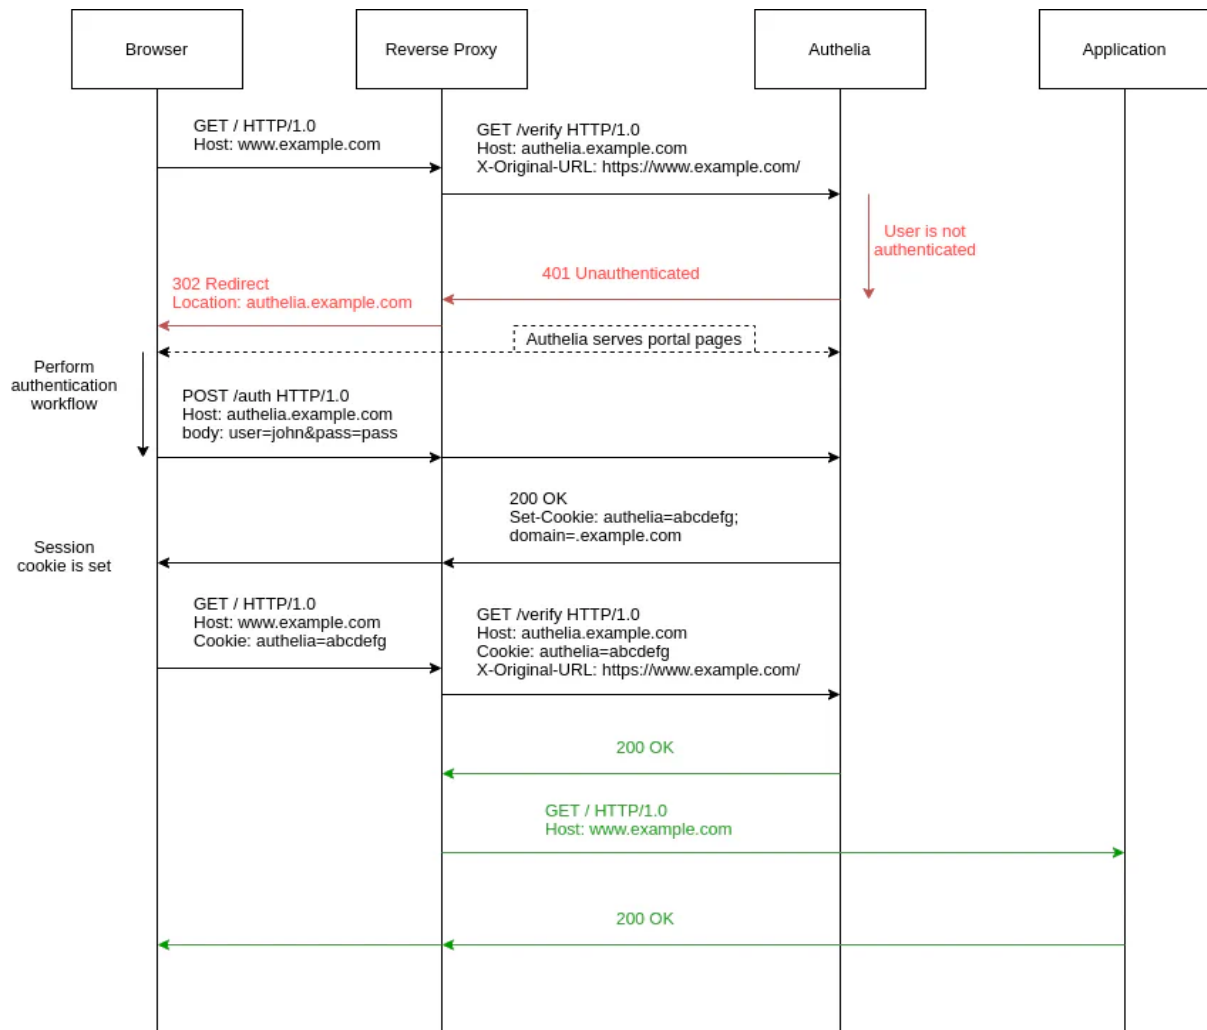 Browser
Reverse Proxy
Authelia
Application
GET / HTTP/1.0
Host: www.example.com
GET /verify HTTP/1.0
Host: authelia.example.com
X-Original-URL: https://www.example.com/
User is not
authenticated
401 Unauthenticated
302 Redirect
Location: authelia.example.com
Authelia serves portal pages
Perform
authentication
workflow
POST /auth HTTP/1.0
Host: authelia.example.com
body: user=john&pass=pass
200 OK
Set-Cookie: authelia=abcdefg;
domain=.example.com
Session
cookie is set
GET / HTTP/1.0
Host: www.example.com
Cookie: authelia=abcdefg
GET /verify HTTP/1.0
Host: authelia.example.com
Cookie: authelia=abcdefg
X-Original-URL: https://www.example.com/
200 OK
GET / HTTP/1.0
Host: www.example.com
200 OK